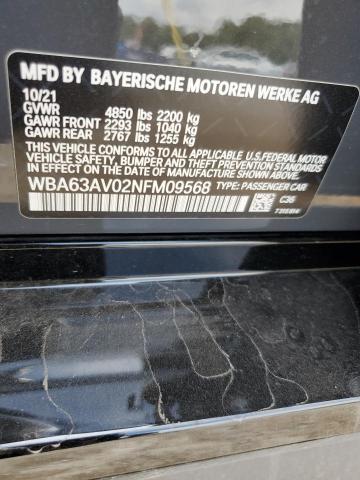 MFD BY BAYERISCHE MOTOREN WERKE AG
10/21
GVWR 4850 lbs 2200 kg
GAWR FRONT 2293 lbs 1040 kg
GAWR REAR 2767 lbs 1255 kg
THIS VEHICLE CONFORMS TO ALL APPLICABLE U.S. FEDERAL MOTOR
VEHICLE SAFETY, BUMPER AND THEFT PREVENTION STANDARDS
IN EFFECT ON THE DATE OF MANUFACTURE SHOWN ABOVE.
WBA63AV02NFM09568 TYPE: PASSENGER CAR
C36